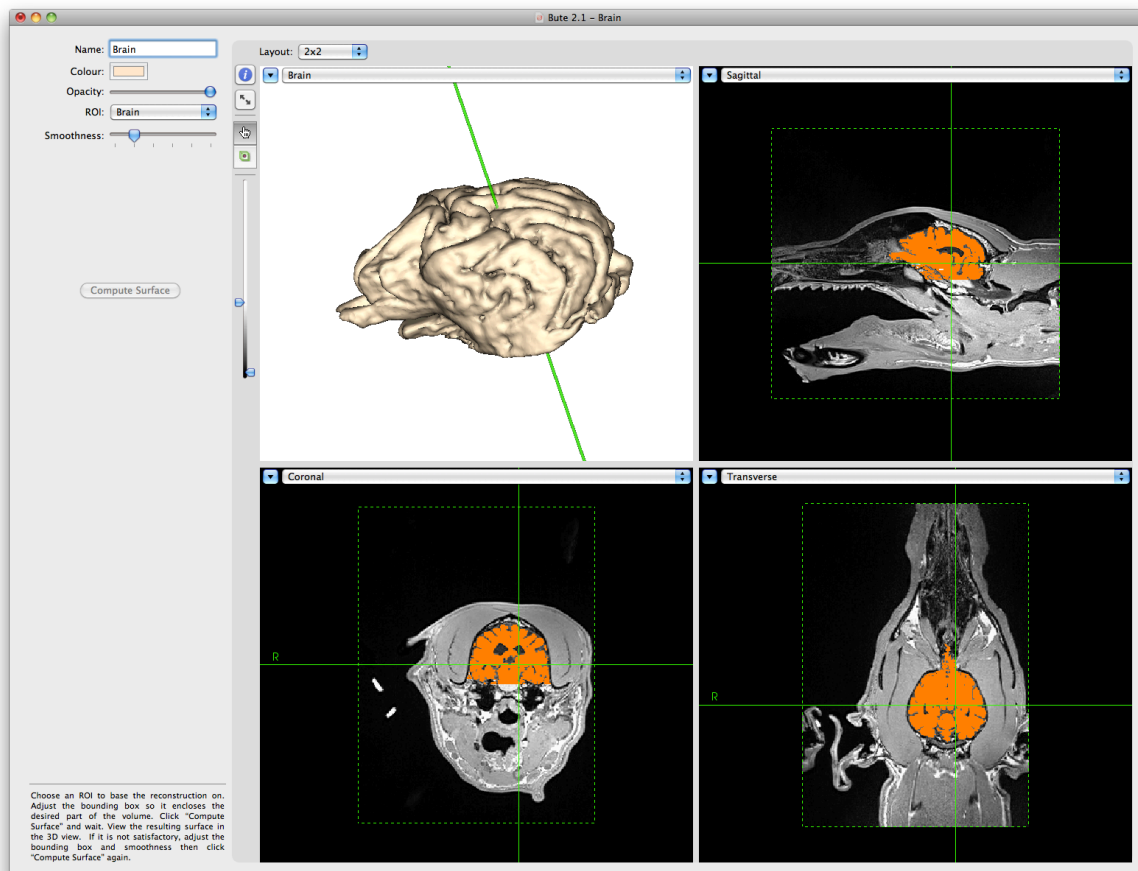 Bute 2.1 – Brain
Name: Brain
Colour:
Opacity:
ROI: Brain
Smoothness:
Compute Surface
Choose an ROI to base the reconstruction on.
Adjust the bounding box so it encloses the
desired part of the volume. Click "Compute
Surface" and wait. View the resulting surface in
the 3D view. If it is not satisfactory, adjust the
bounding box and smoothness then click
"Compute Surface" again.
Layout: 2x2
Brain
Sagittal
Coronal
R
Transverse
R